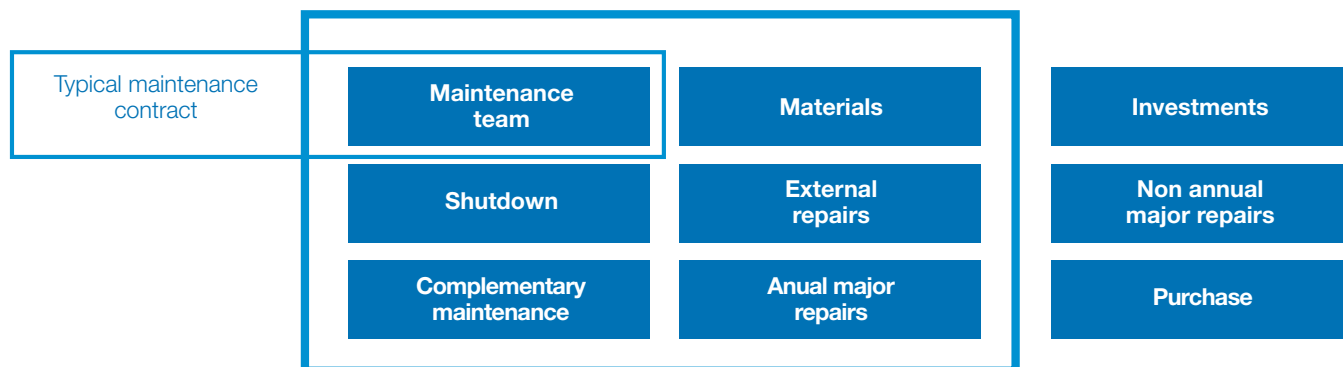 Typical maintenance
contract
Maintenance
team
Materials
Investments
Shutdown
External
repairs
Non annual
major repairs
Complementary
maintenance
Anual major
repairs
Purchase